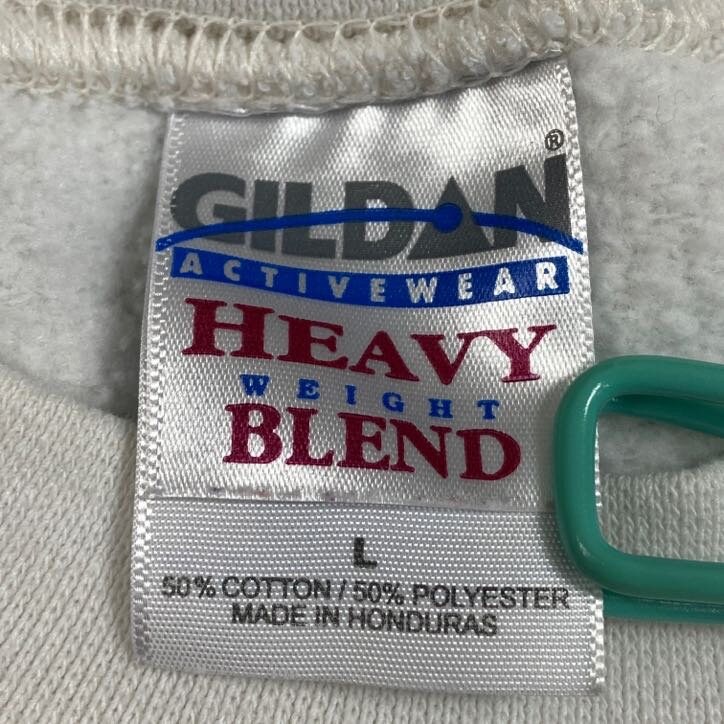 GILDAN®
ACTIVEWEAR
HEAVY
WEIGHT
BLEND
L
50% COTTON / 50% POLYESTER
MADE IN HONDURAS